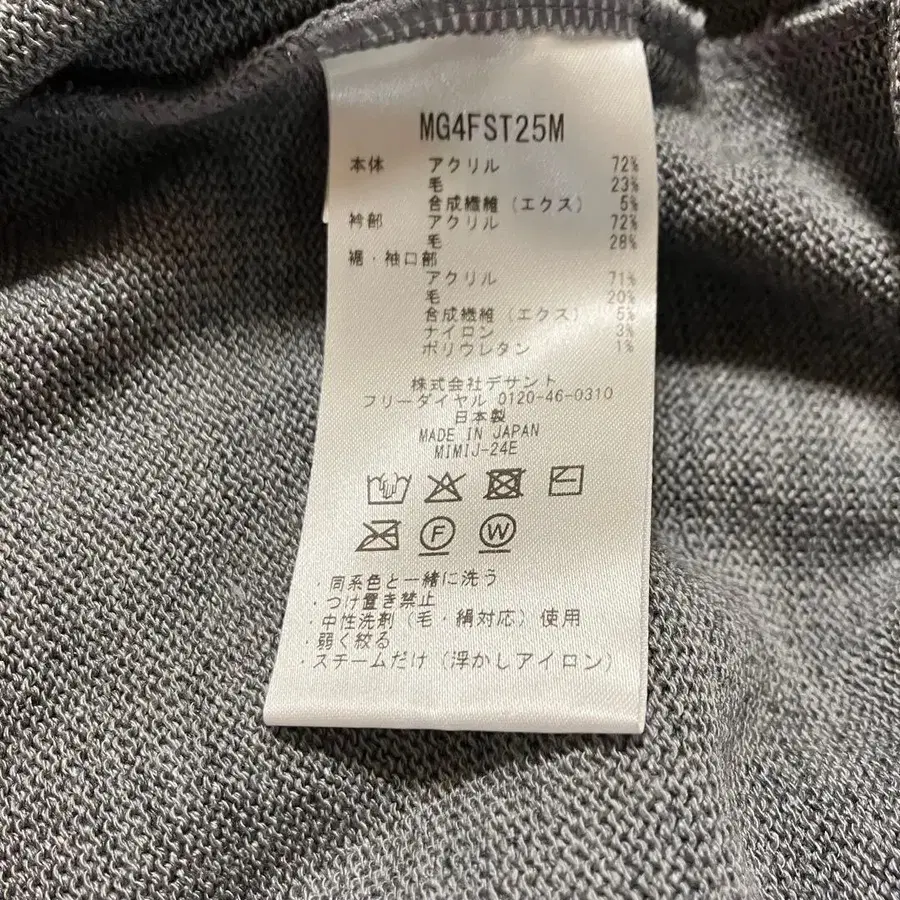 MG4FST25M
本体 アクリル 72%
毛 23%
合成繊維（エクス） 5%
衿部 アクリル 72%
毛 28%
裾・袖口部
アクリル 71%
毛 20%
合成繊維（エクス） 5%
ナイロン 3%
ポリウレタン 1%
株式会社デサント
フリーダイヤル 0120-46-0310
日本製
MADE IN JAPAN
MIMIJ-24E
F W
・同系色と一緒に洗う
・つけ置き禁止
・中性洗剤（毛・絹対応）使用
・弱く絞る
・スチームだけ（浮かしアイロン）